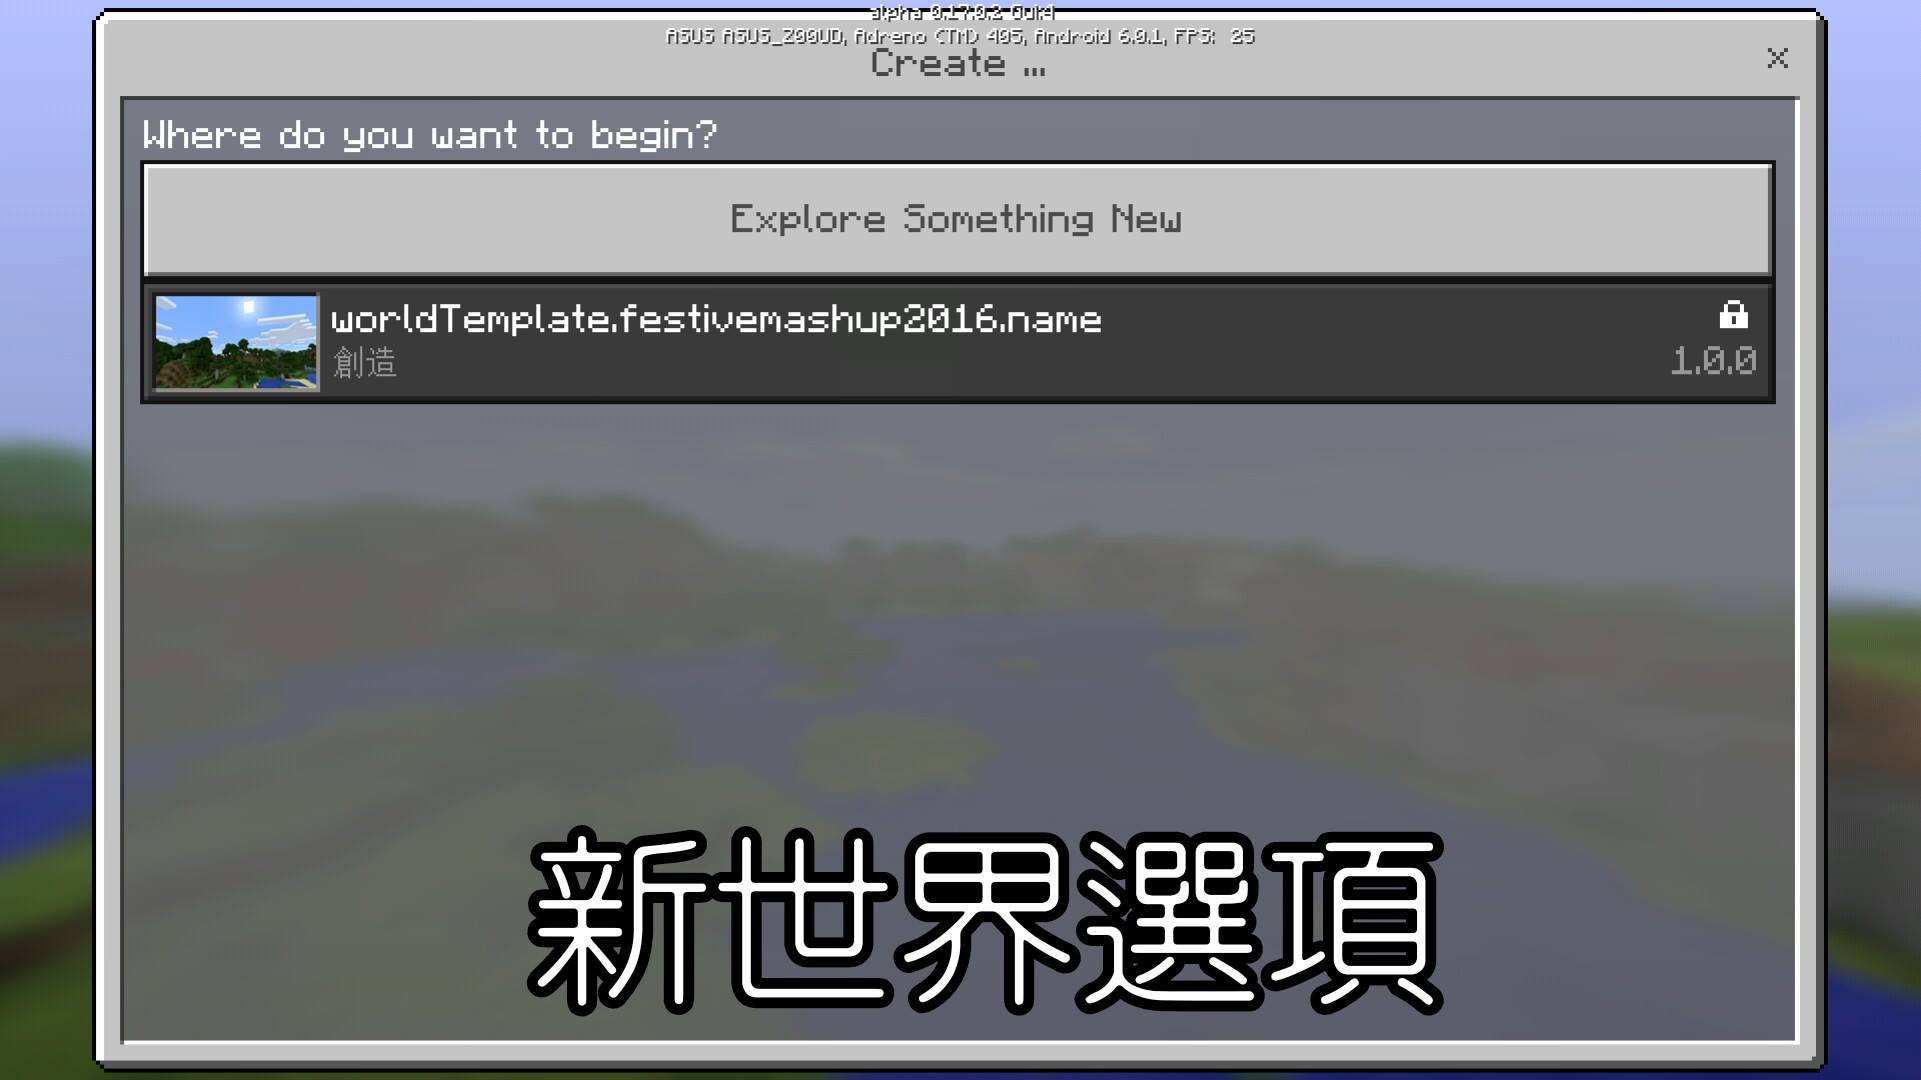 alpha 0.17.0.2 Build
ASUS ASUS_Z00UD, Adreno (TM) 405, Android 6.0.1, FPS: 25
Create ...
Where do you want to begin?
Explore Something New
worldTemplate.festivemashup2016.name
創造
1.0.0
新世界選項